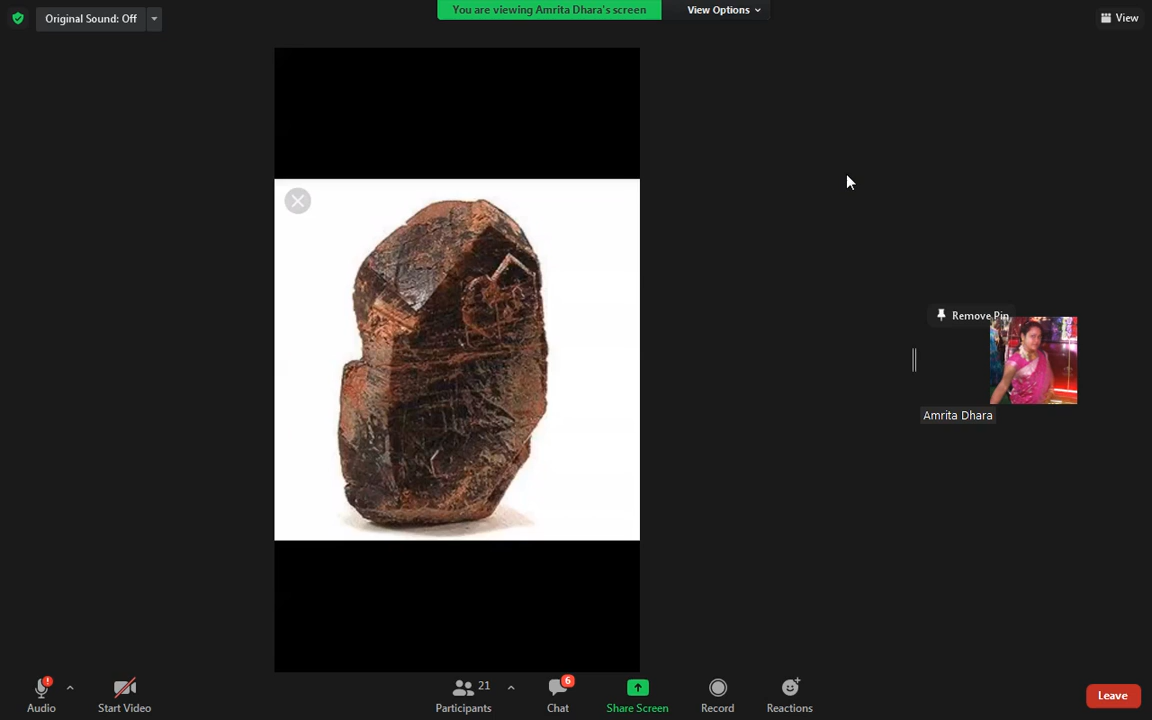 Original Sound: Off
You are viewing Amrita Dhara's screen
View Options
View
Remove Pin
Amrita Dhara
Audio
Start Video
Participants
21
Chat
6
Share Screen
Record
Reactions
Leave